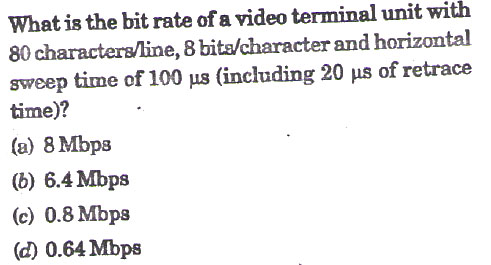 What is the bit rate of a video terminal unit with
80 characters/line, 8 bits/character and horizontal
sweep time of 100 µs (including 20 µs of retrace
time)?
(a) 8 Mbps
(b) 6.4 Mbps
(c) 0.8 Mbps
(d) 0.64 Mbps